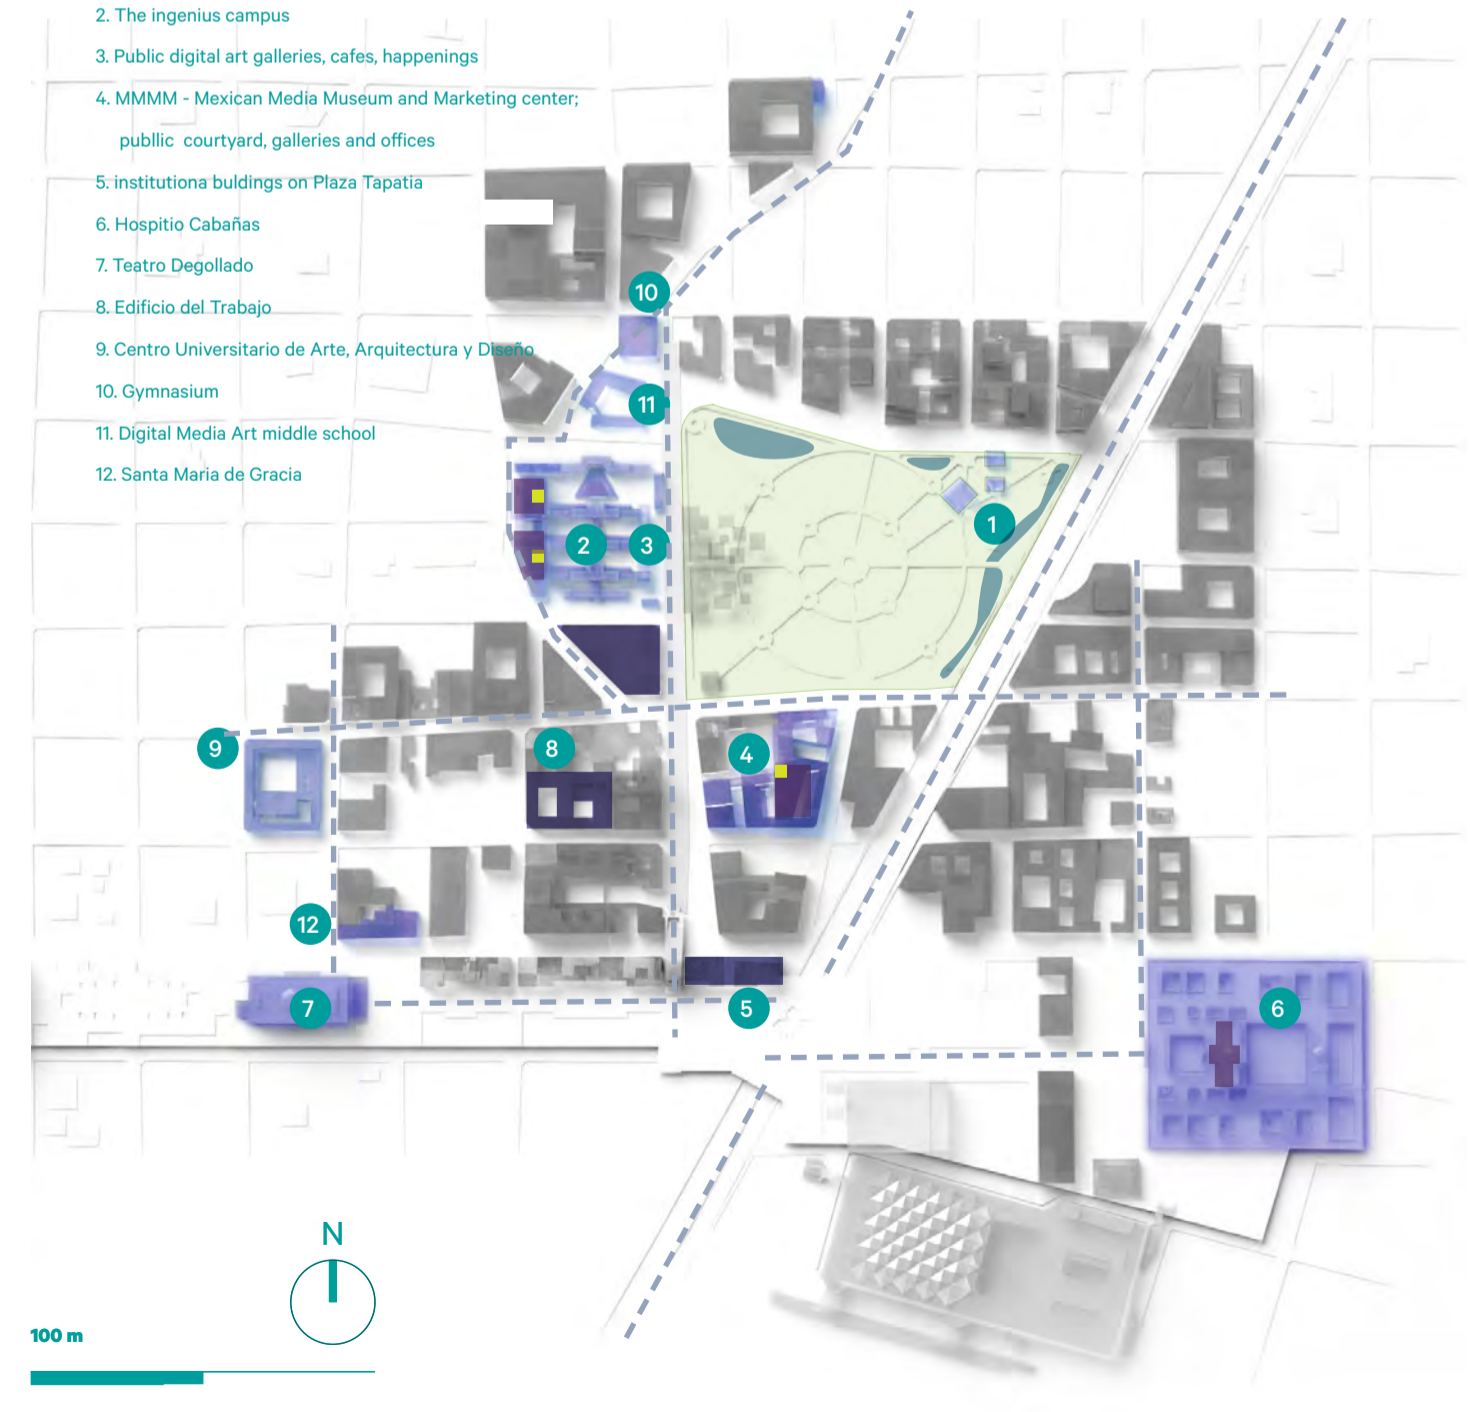 2. The ingenius campus
3. Public digital art galleries, cafes, happenings
4. MMMM - Mexican Media Museum and Marketing center;
publlic courtyard, galleries and offices
5. instituciona buldings on Plaza Tapatia
6. Hospitio Cabañas
7. Teatro Degollado
8. Edificio del Trabajo
9. Centro Universitario de Arte, Arquitectura y Diseño
10. Gymnasium
11. Digital Media Art middle school
12. Santa Maria de Gracia
10
11
1
2
3
9
8
4
12
7
5
6
N
100 m